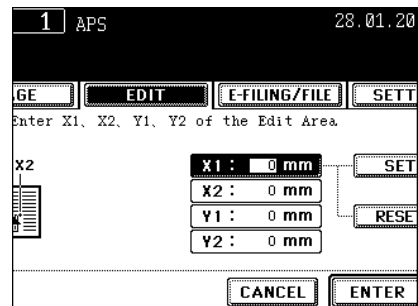 1 APS 28.01.20
GE EDIT E-FILING/FILE SETT
Enter X1、X2、Y1、Y2 of the Edit Area
X2 X1 : 0 mm SET
X2 : 0 mm
Y1 : 0 mm RESE
Y2 : 0 mm
CANCEL ENTER